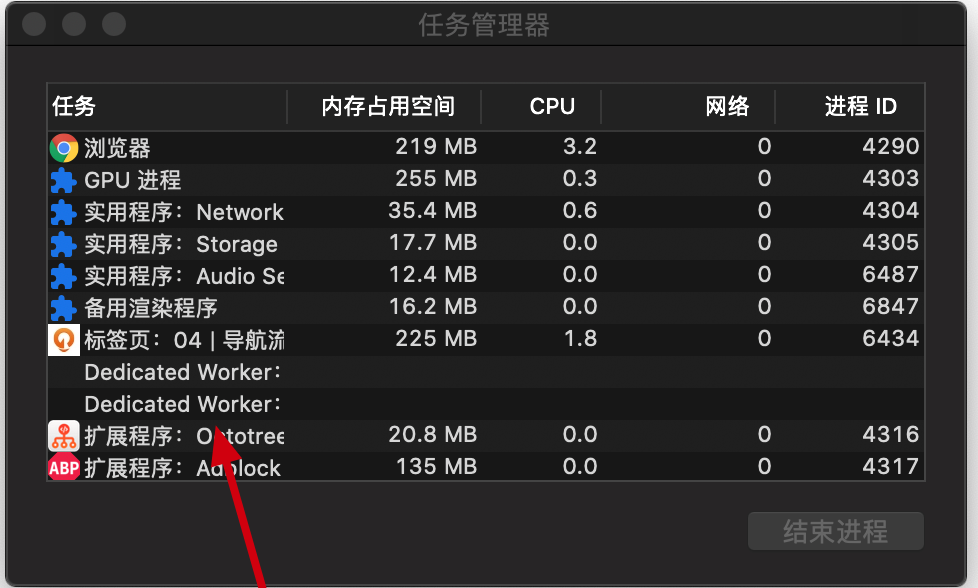 任务管理器
任务 内存占用空间 CPU 网络 进程 ID
浏览器 219 MB 3.2 0 4290
GPU 进程 255 MB 0.3 0 4303
实用程序：Network 35.4 MB 0.6 0 4304
实用程序：Storage 17.7 MB 0.0 0 4305
实用程序：Audio Se 12.4 MB 0.0 0 6487
备用渲染程序 16.2 MB 0.0 0 6847
标签页：04 | 导航流 225 MB 1.8 0 6434
Dedicated Worker：
Dedicated Worker：
扩展程序：Octotree 20.8 MB 0.0 0 4316
ABP 扩展程序：Adblock 135 MB 0.0 0 4317
结束进程